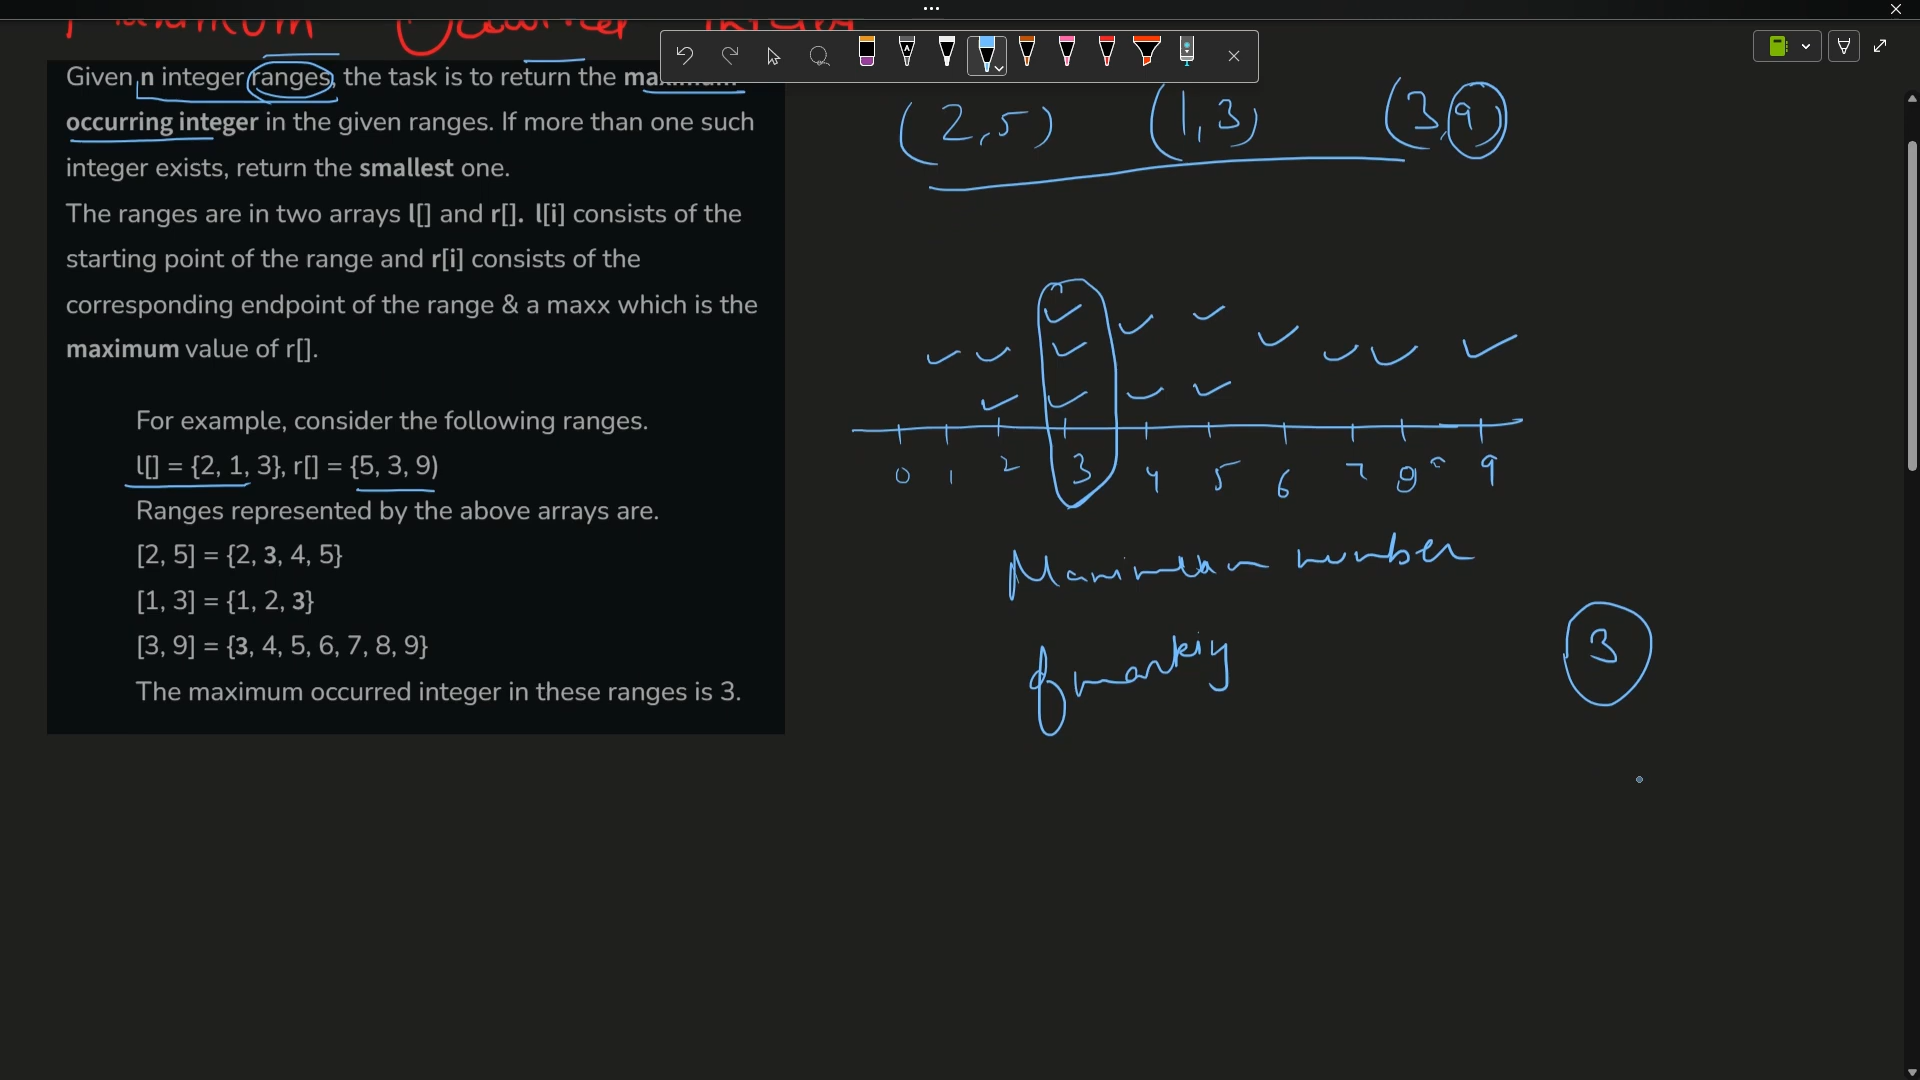 Given n integer ranges, the task is to return the maximum
occurring integer in the given ranges. If more than one such
integer exists, return the smallest one.
The ranges are in two arrays l[] and r[]. l[i] consists of the
starting point of the range and r[i] consists of the
corresponding endpoint of the range & a maxx which is the
maximum value of r[].
For example, consider the following ranges.
l[] = {2, 1, 3}, r[] = {5, 3, 9)
Ranges represented by the above arrays are.
[2, 5] = {2, 3, 4, 5}
[1, 3] = {1, 2, 3}
[3, 9] = {3, 4, 5, 6, 7, 8, 9}
The maximum occurred integer in these ranges is 3.
(2,5) (1,3) (3,9)
0 1 2 3 4 5 6 7 8 9
Maximum number
of
3